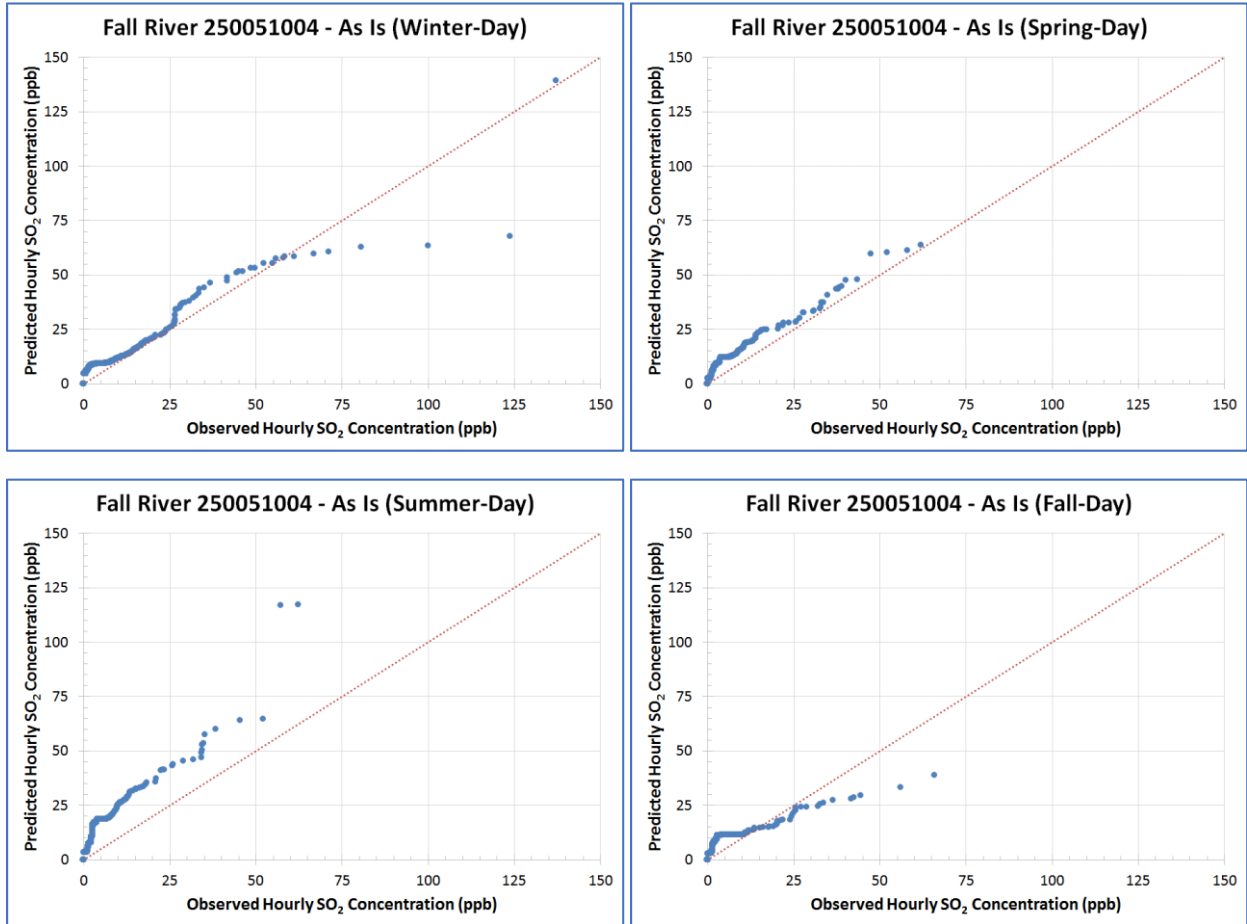 Fall River 250051004 - As Is (Winter-Day)
Predicted Hourly SO₂ Concentration (ppb)
150
125
100
75
50
25
0
0 25 50 75 100 125 150
Observed Hourly SO₂ Concentration (ppb)
Fall River 250051004 - As Is (Spring-Day)
Predicted Hourly SO₂ Concentration (ppb)
150
125
100
75
50
25
0
0 25 50 75 100 125 150
Observed Hourly SO₂ Concentration (ppb)
Fall River 250051004 - As Is (Summer-Day)
Predicted Hourly SO₂ Concentration (ppb)
150
125
100
75
50
25
0
0 25 50 75 100 125 150
Observed Hourly SO₂ Concentration (ppb)
Fall River 250051004 - As Is (Fall-Day)
Predicted Hourly SO₂ Concentration (ppb)
150
125
100
75
50
25
0
0 25 50 75 100 125 150
Observed Hourly SO₂ Concentration (ppb)